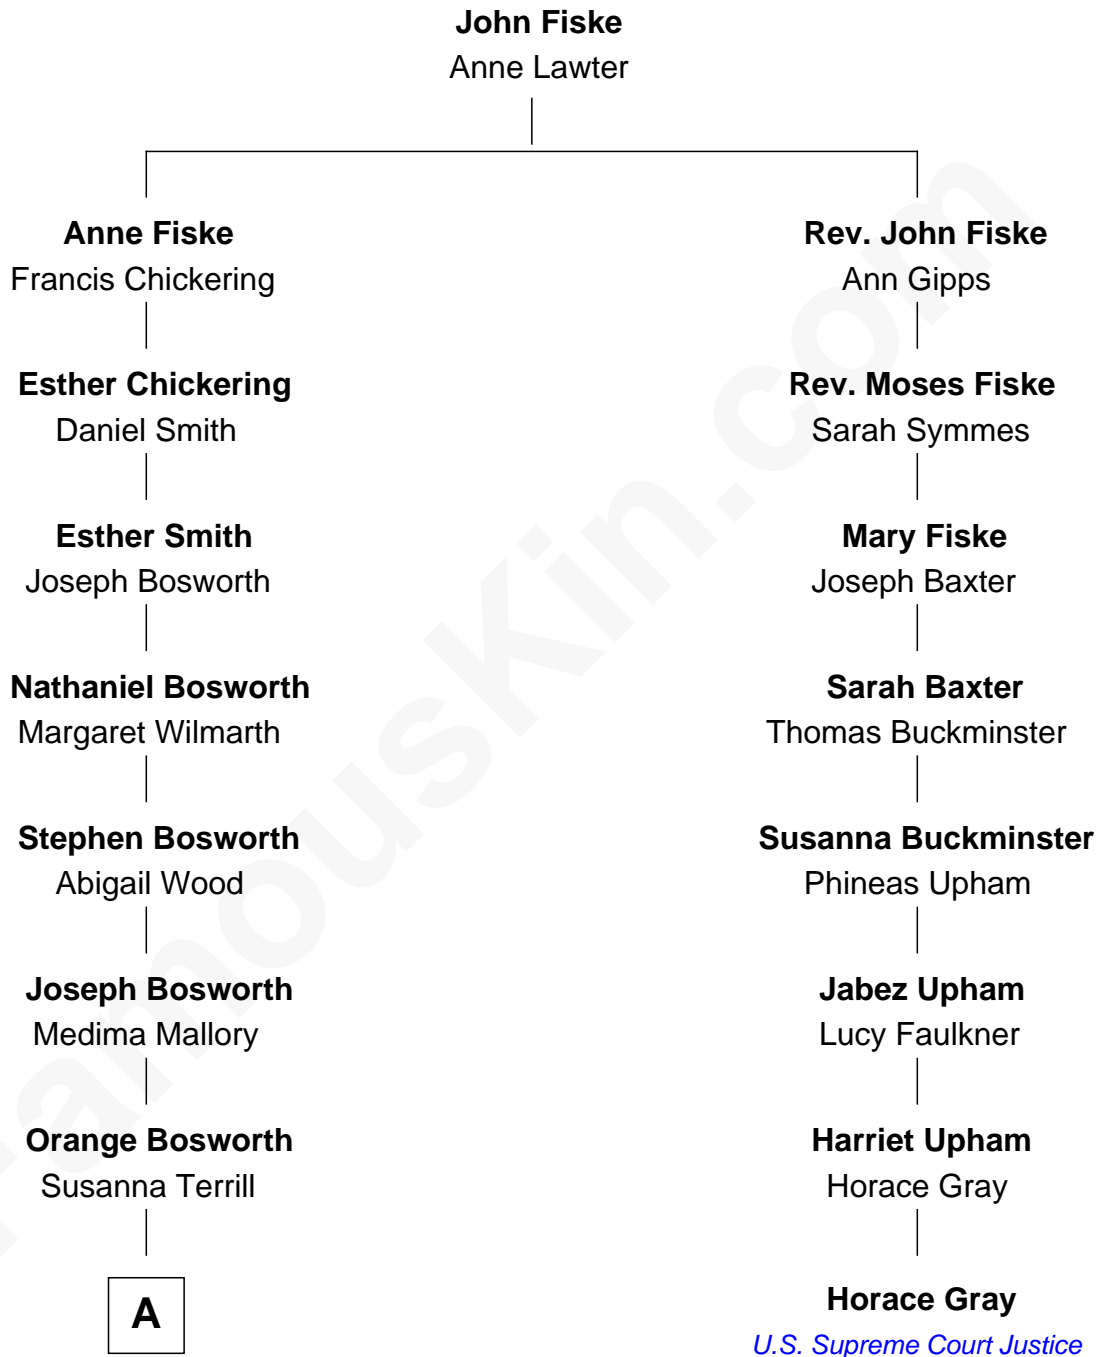 John Fiske
Anne Lawter
Anne Fiske
Francis Chickering
Rev. John Fiske
Ann Gipps
Esther Chickering
Daniel Smith
Rev. Moses Fiske
Sarah Symmes
Esther Smith
Joseph Bosworth
Mary Fiske
Joseph Baxter
Nathaniel Bosworth
Margaret Wilmarth
Sarah Baxter
Thomas Buckminster
Stephen Bosworth
Abigail Wood
Susanna Buckminster
Phineas Upham
Joseph Bosworth
Medima Mallory
Jabez Upham
Lucy Faulkner
Orange Bosworth
Susanna Terrill
Harriet Upham
Horace Gray
A
Horace Gray
U.S. Supreme Court Justice
FamousKin.com